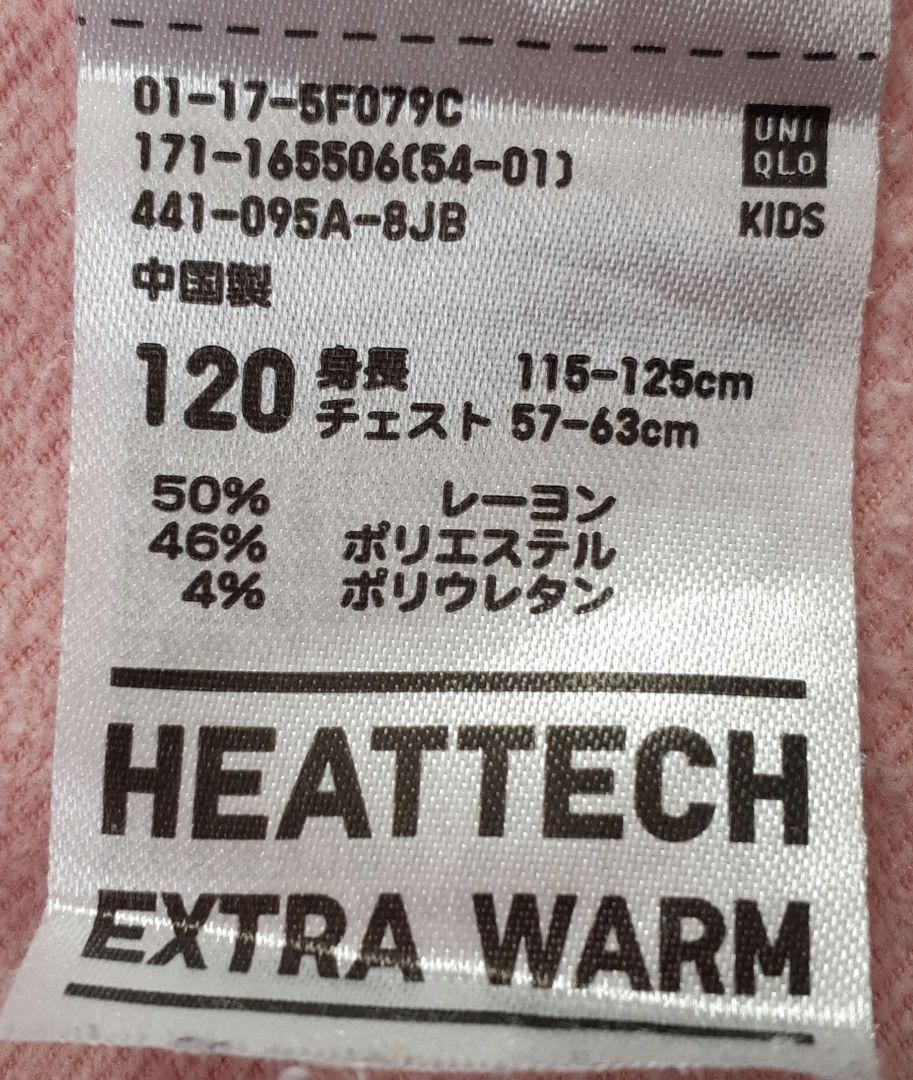 01-17-5F079C
171-165506(54-01)
441-095A-8JB
UNI
QLO
KIDS
中国製
120 身長 115-125cm
チェスト 57-63cm
50% レーヨン
46% ポリエステル
4% ポリウレタン
HEATTECH
EXTRA WARM